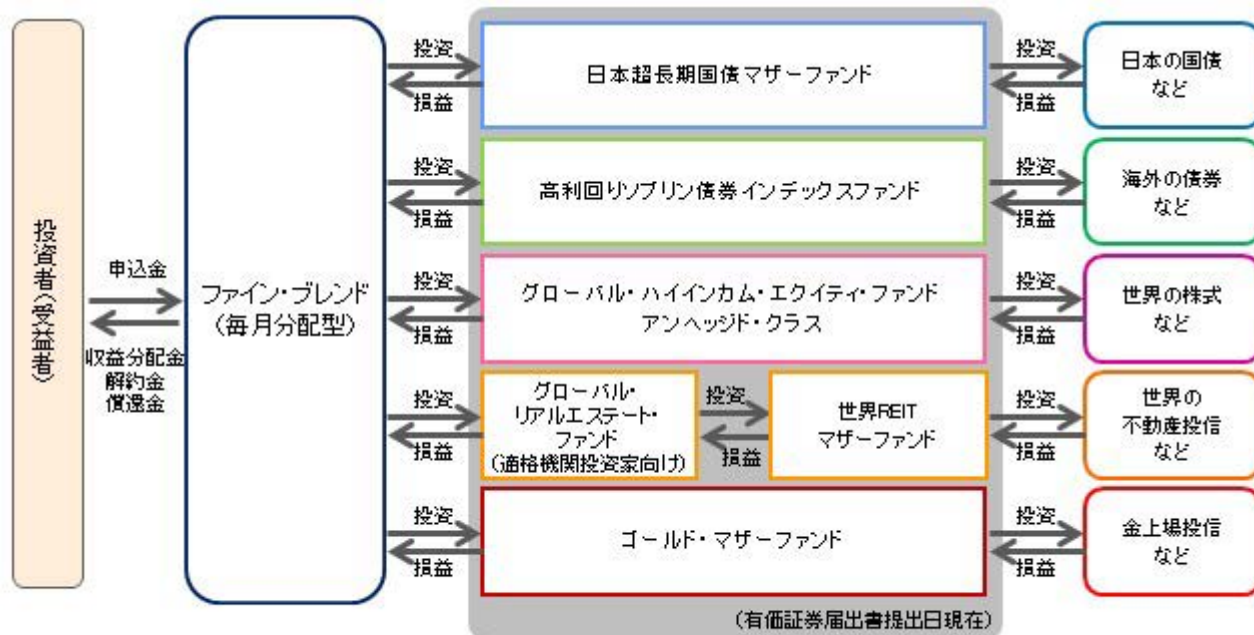 投資者(受益者)
申込金
収益分配金
解約金
償還金
ファイン・ブレンド
(毎月分配型)
投資
損益
日本超長期国債マザーファンド
投資
損益
日本の国債
など
投資
損益
高利回りソブリン債券インデックスファンド
投資
損益
海外の債券
など
投資
損益
グローバル・ハイインカム・エクイティ・ファンド
アンヘッジド・クラス
投資
損益
世界の株式
など
投資
損益
グローバル・
リアルエステート・
ファンド
(適格機関投資家向け)
投資
損益
世界REIT
マザーファンド
投資
損益
世界の
不動産投信
など
投資
損益
ゴールド・マザーファンド
投資
損益
金上場投信
など
(有価証券届出書提出日現在)